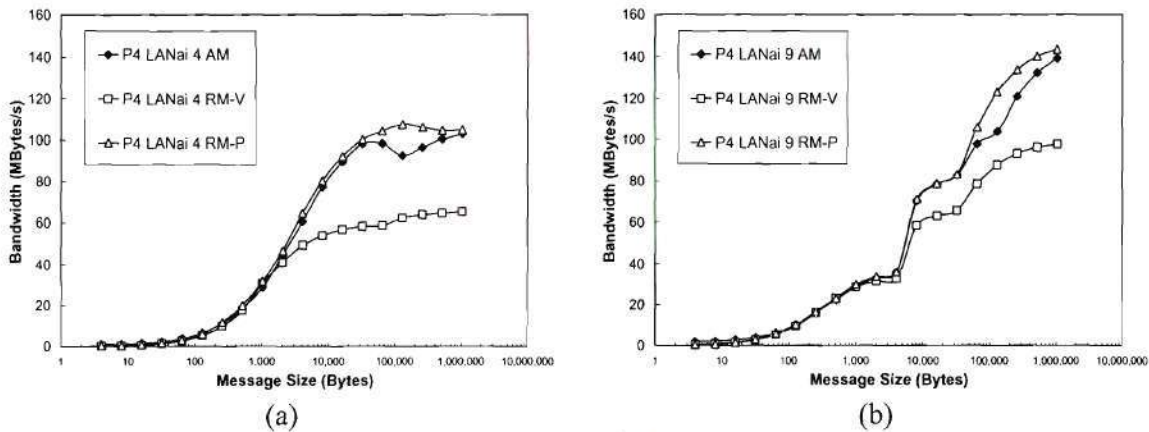 160
140
120
100
80
60
40
20
0
Bandwidth (MBytes/s)
P4 LANai 4 AM
P4 LANai 4 RM-V
P4 LANai 4 RM-P
1 10 100 1,000 10,000 100,000 1,000,000 10,000,000
Message Size (Bytes)
(a)
160
140
120
100
80
60
40
20
0
Bandwidth (MBytes/s)
P4 LANai 9 AM
P4 LANai 9 RM-V
P4 LANai 9 RM-P
1 10 100 1,000 10,000 100,000 1,000,000 10,000,000
Message Size (Bytes)
(b)